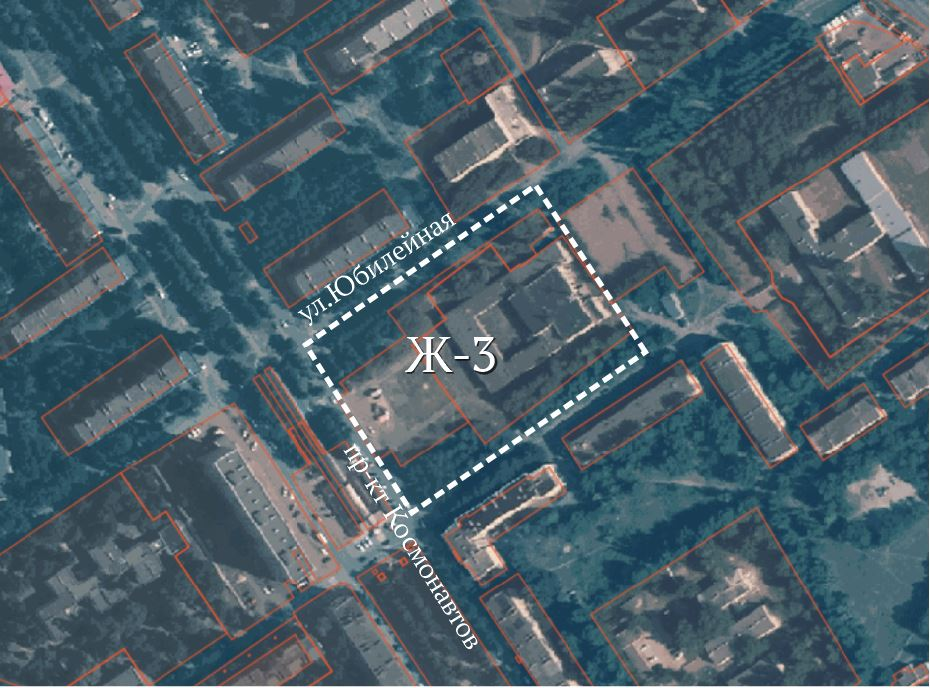 ул.Юбилейная
Ж-3
пр-кт Космонавтов